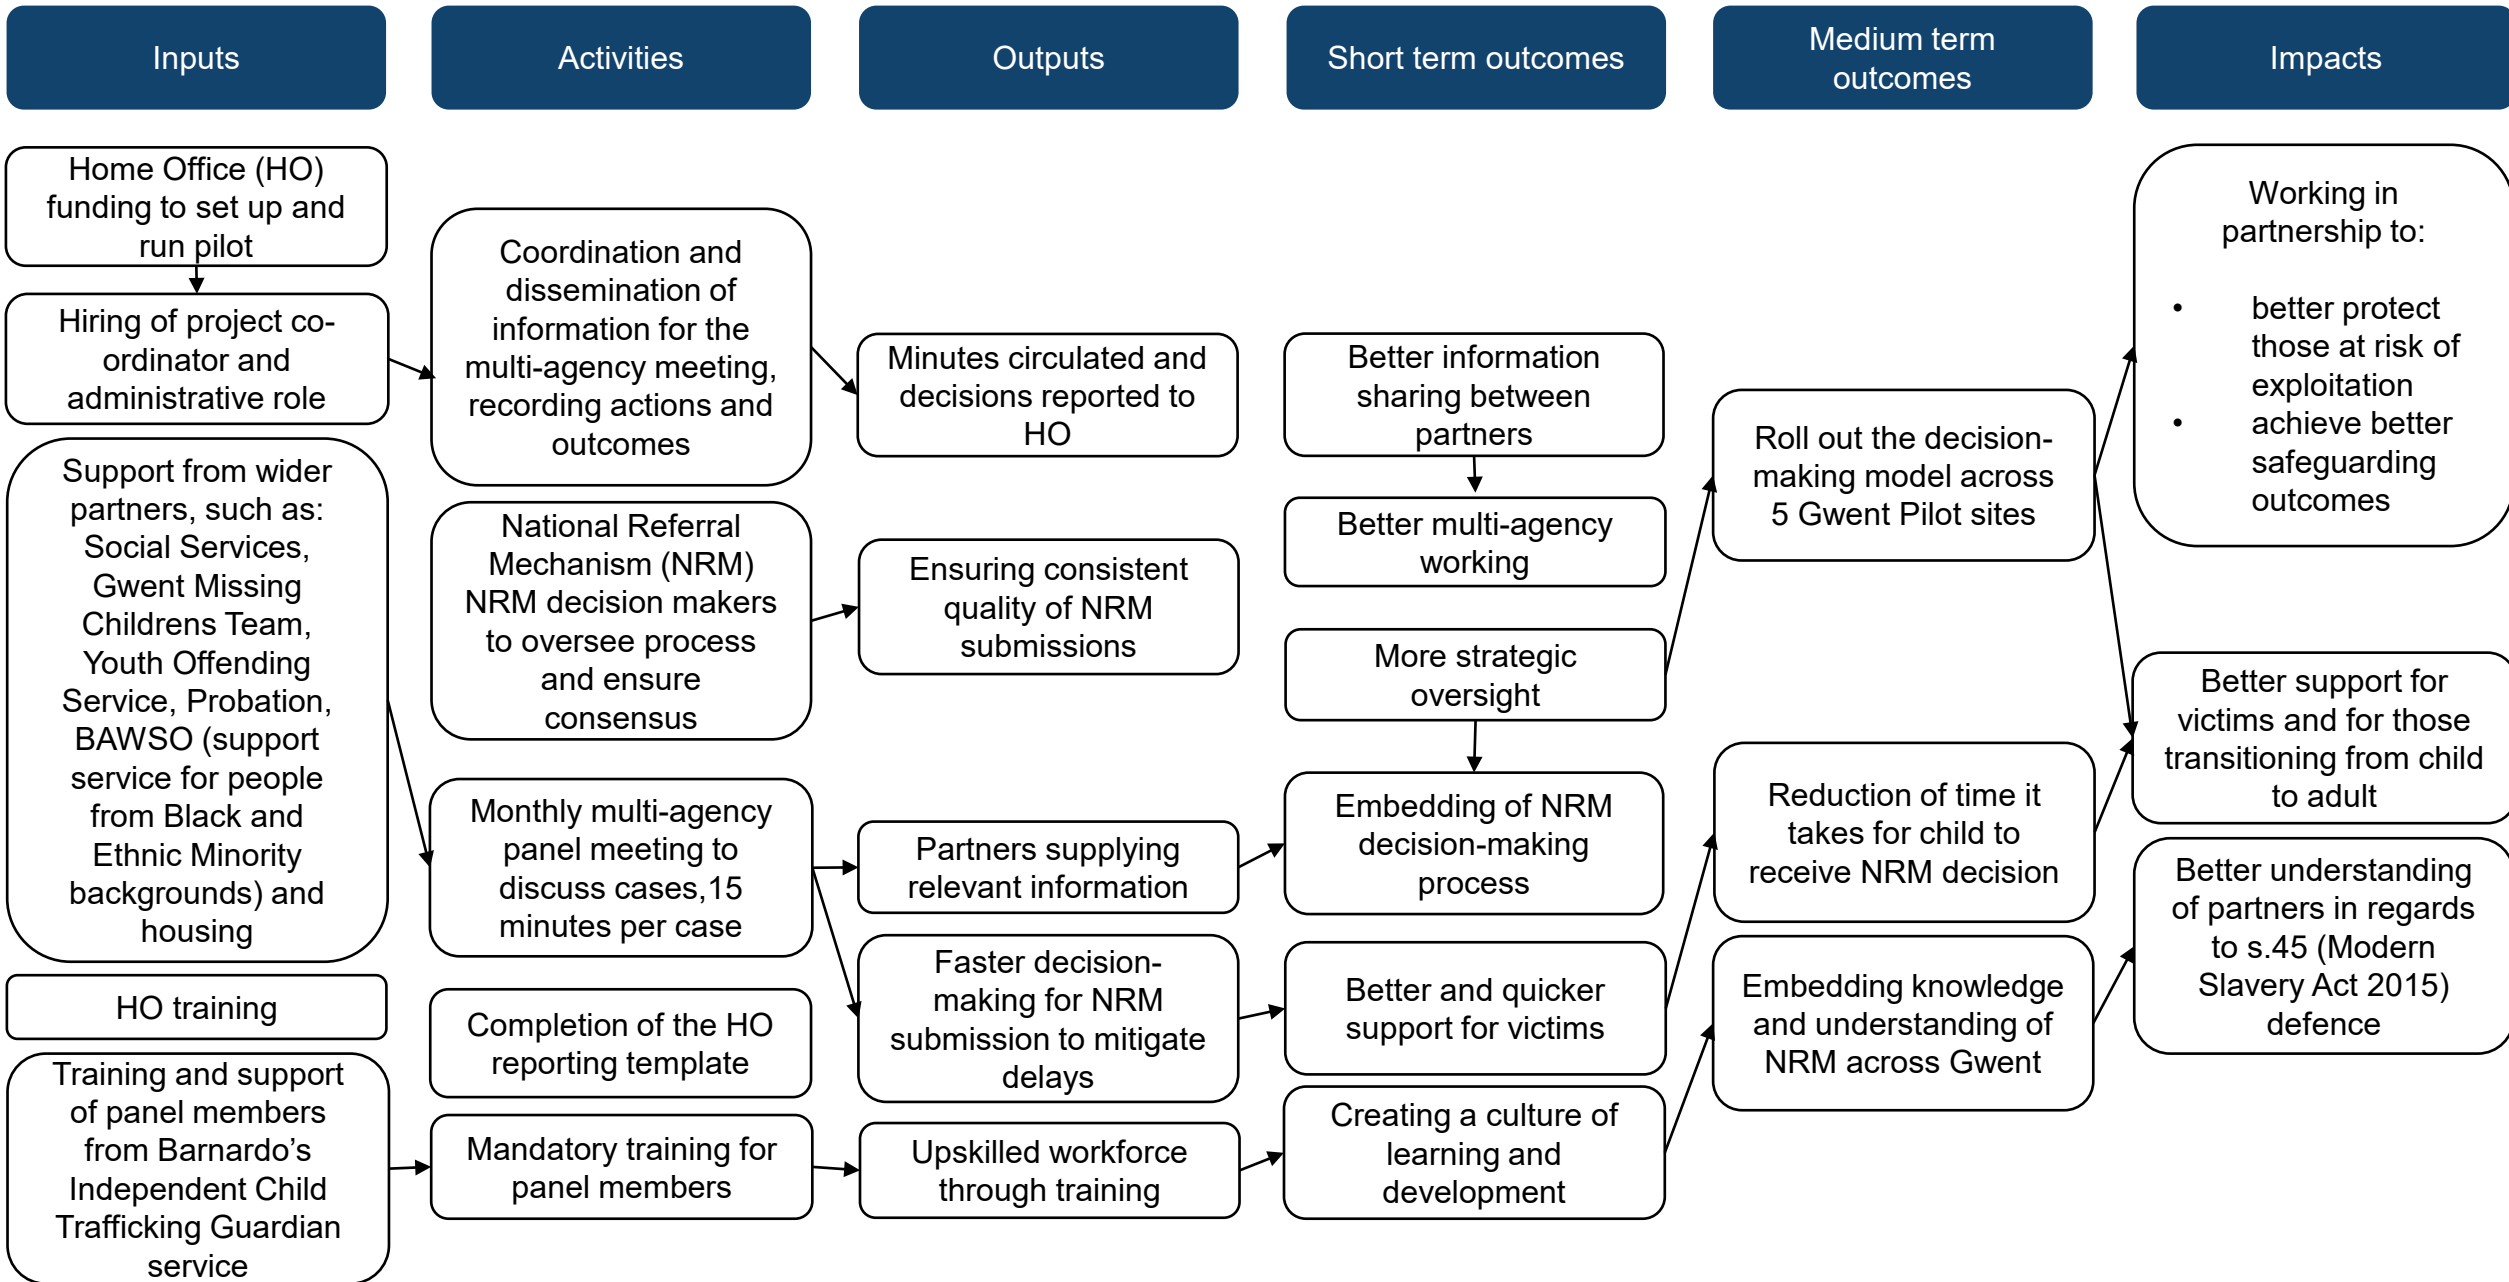 Inputs
Activities
Outputs
Short term outcomes
Medium term
outcomes
Impacts
Home Office (HO)
funding to set up and
run pilot
Hiring of project co-
ordinator and
administrative role
Support from wider
partners, such as:
Social Services,
Gwent Missing
Childrens Team,
Youth Offending
Service, Probation,
BAWSO (support
service for people
from Black and
Ethnic Minority
backgrounds) and
housing
HO training
Training and support
of panel members
from Barnardo’s
Independent Child
Trafficking Guardian
service
Coordination and
dissemination of
information for the
multi-agency meeting,
recording actions and
outcomes
National Referral
Mechanism (NRM)
NRM decision makers
to oversee process
and ensure
consensus
Monthly multi-agency
panel meeting to
discuss cases,15
minutes per case
Completion of the HO
reporting template
Mandatory training for
panel members
Minutes circulated and
decisions reported to
HO
Ensuring consistent
quality of NRM
submissions
Partners supplying
relevant information
Faster decision-
making for NRM
submission to mitigate
delays
Upskilled workforce
through training
Better information
sharing between
partners
Better multi-agency
working
More strategic
oversight
Embedding of NRM
decision-making
process
Better and quicker
support for victims
Creating a culture of
learning and
development
Roll out the decision-
making model across
5 Gwent Pilot sites
Reduction of time it
takes for child to
receive NRM decision
Embedding knowledge
and understanding of
NRM across Gwent
Working in
partnership to:
• better protect
those at risk of
exploitation
• achieve better
safeguarding
outcomes
Better support for
victims and for those
transitioning from child
to adult
Better understanding
of partners in regards
to s.45 (Modern
Slavery Act 2015)
defence